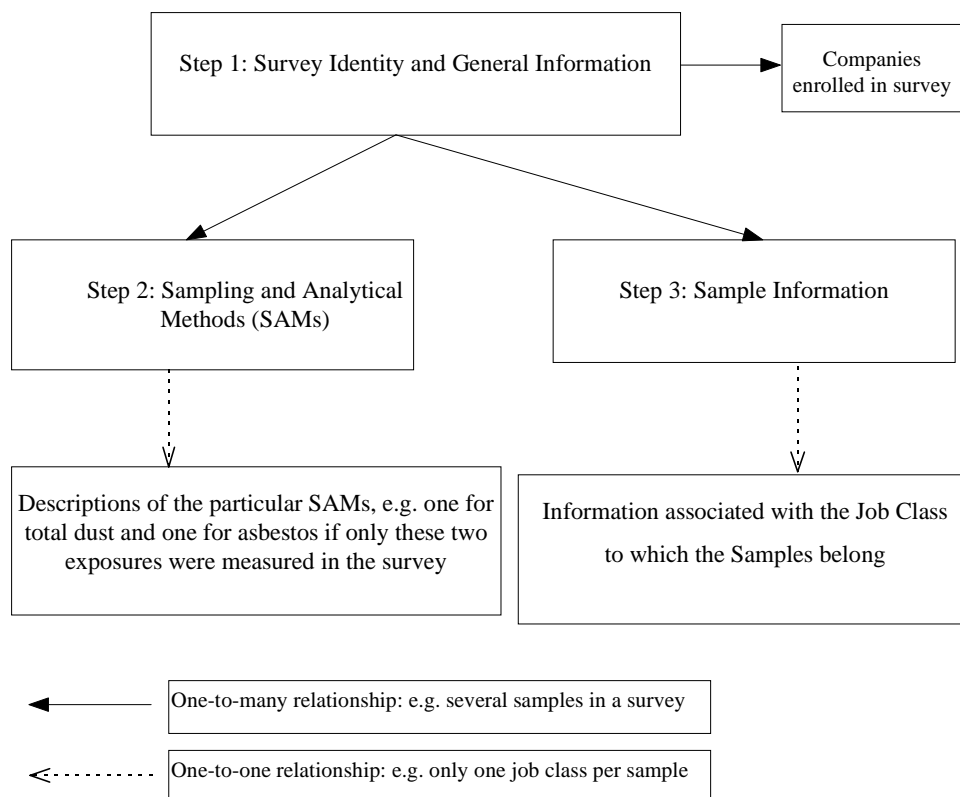 Step 1: Survey Identity and General Information
Companies
enrolled in survey
Step 2: Sampling and Analytical
Methods (SAMs)
Step 3: Sample Information
Descriptions of the particular SAMs, e.g. one for
total dust and one for asbestos if only these two
exposures were measured in the survey
Information associated with the Job Class
to which the Samples belong
One-to-many relationship: e.g. several samples in a survey
One-to-one relationship: e.g. only one job class per sample